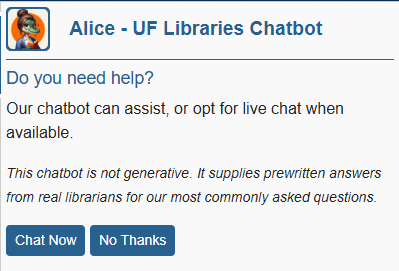 Alice - UF Libraries Chatbot
Do you need help?
Our chatbot can assist, or opt for live chat when
available.
This chatbot is not generative. It supplies prewritten answers
from real librarians for our most commonly asked questions.
Chat Now No Thanks